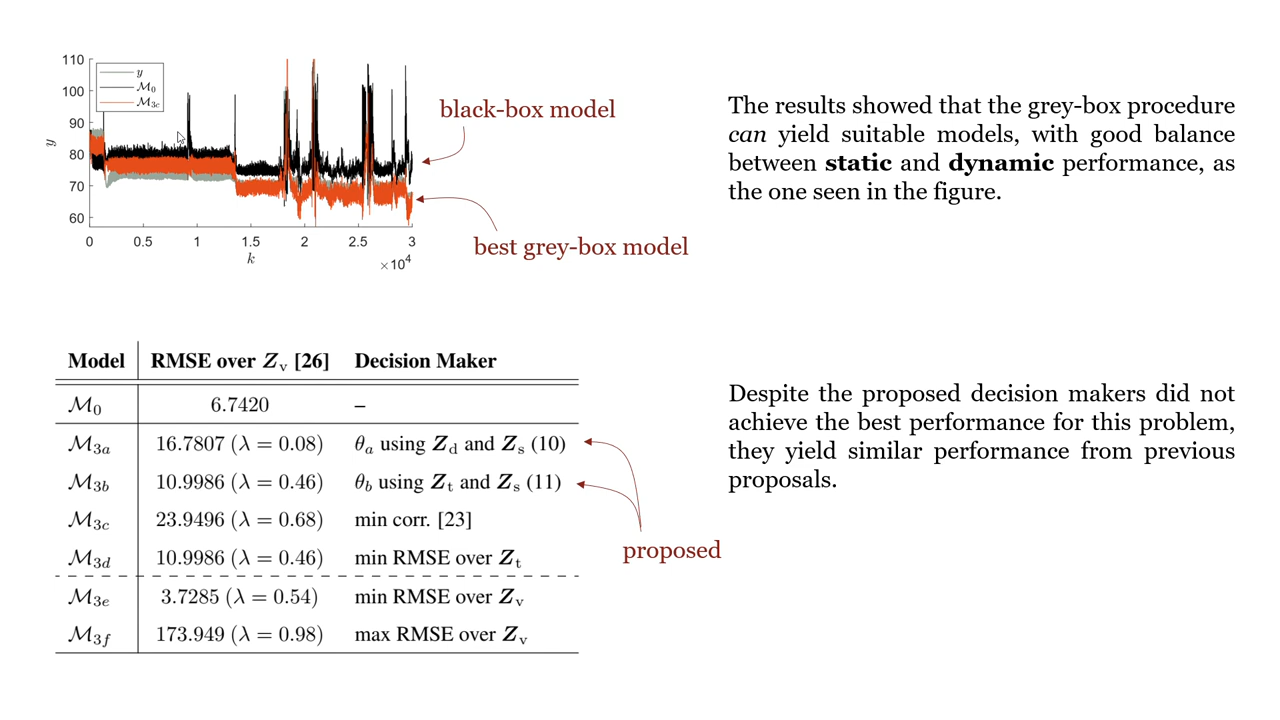 110
100
90
80
70
60
y
y
M₀
M₃c
0
0.5
1
1.5
2
2.5
3
k
×10⁴
black-box model
best grey-box model
The results showed that the grey-box procedure
can yield suitable models, with good balance
between static and dynamic performance, as
the one seen in the figure.
Model RMSE over Zᵥ [26] Decision Maker
M₀ 6.7420 –
M₃a 16.7807 (λ = 0.08) θa using Zd and Zs (10)
M₃b 10.9986 (λ = 0.46) θb using Zt and Zs (11)
M₃c 23.9496 (λ = 0.68) min corr. [23]
M₃d 10.9986 (λ = 0.46) min RMSE over Zt
M₃e 3.7285 (λ = 0.54) min RMSE over Zv
M₃f 173.949 (λ = 0.98) max RMSE over Zv
proposed
Despite the proposed decision makers did not
achieve the best performance for this problem,
they yield similar performance from previous
proposals.